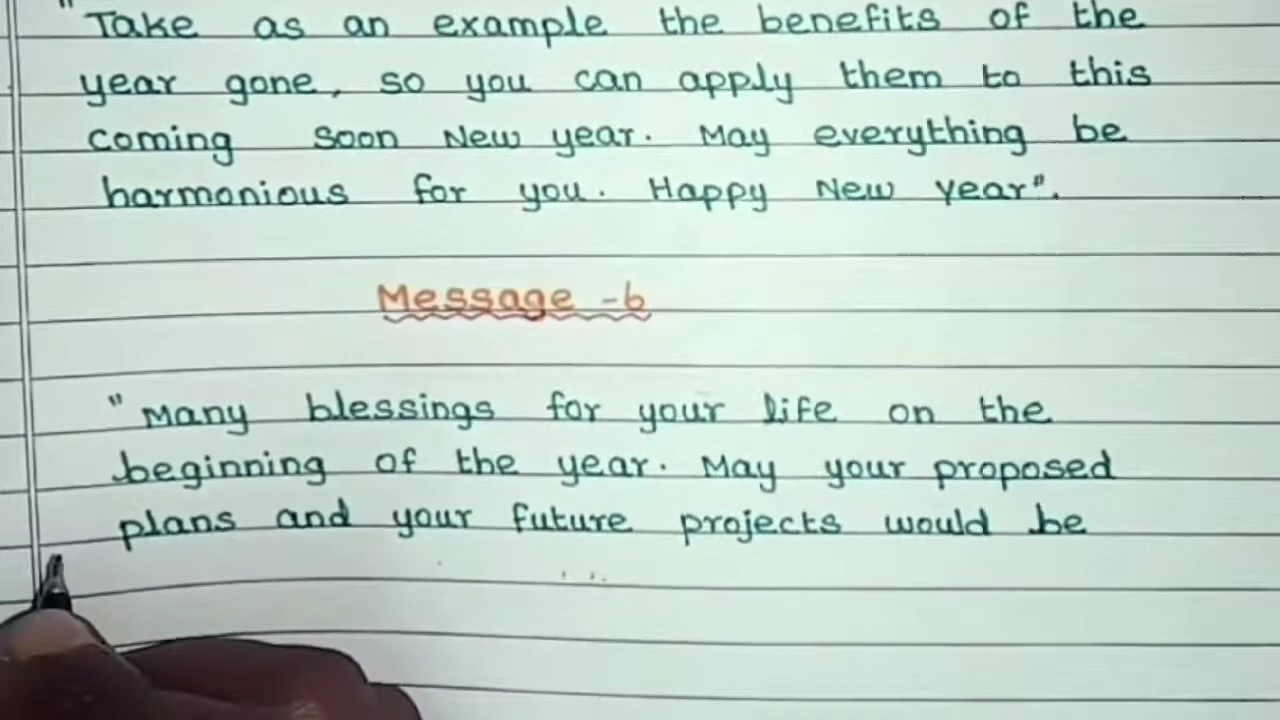 "Take as an example the benefits of the
year gone, so you can apply them to this
coming soon New year. May everything be
harmonious for you. Happy New year".
Message -6
"Many blessings for your life on the
beginning of the year. May your proposed
plans and your future projects would be